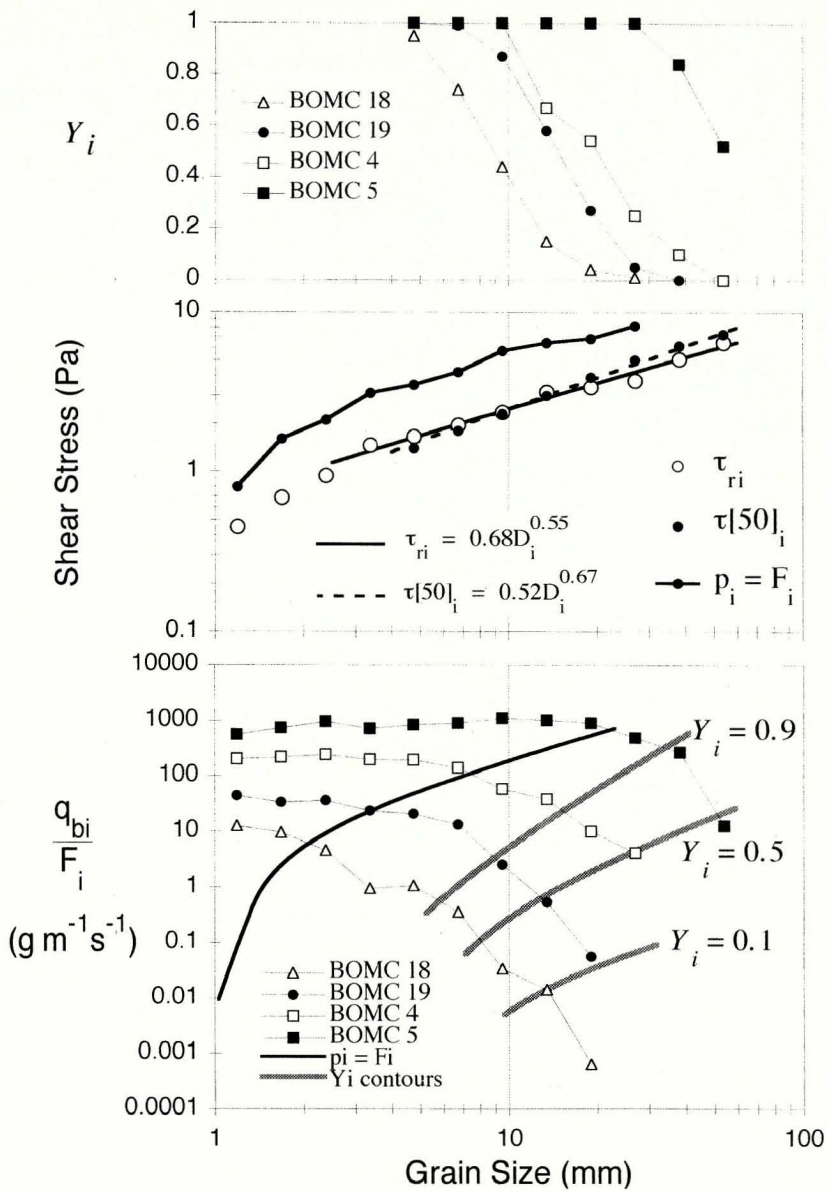 1
0.8
0.6
0.4
0.2
0
Y_i
BOMC 18
BOMC 19
BOMC 4
BOMC 5
10
1
0.1
Shear Stress (Pa)
τ_ri
τ[50]_i
p_i = F_i
τ_ri = 0.68D_i^0.55
τ[50]_i = 0.52D_i^0.67
10000
1000
100
10
1
0.1
0.01
0.001
0.0001
q_bi
F_i
(g m^-1 s^-1)
Y_i = 0.9
Y_i = 0.5
Y_i = 0.1
BOMC 18
BOMC 19
BOMC 4
BOMC 5
pi = Fi
Yi contours
1
10
100
Grain Size (mm)